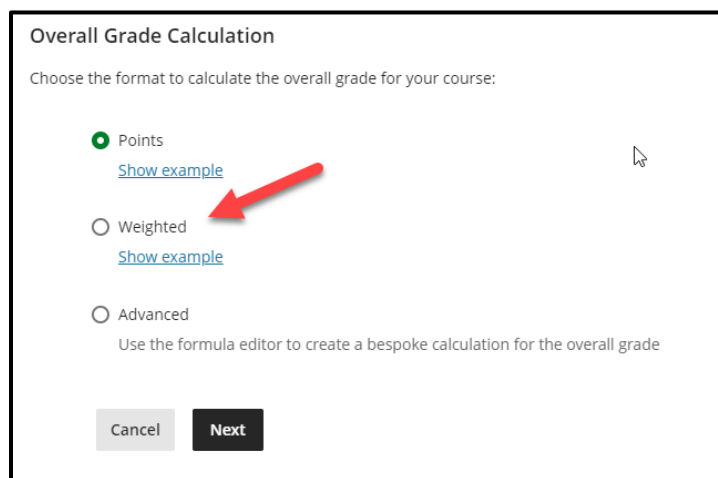 Overall Grade Calculation
Choose the format to calculate the overall grade for your course:
Points
Show example
Weighted
Show example
Advanced
Use the formula editor to create a bespoke calculation for the overall grade
Cancel Next